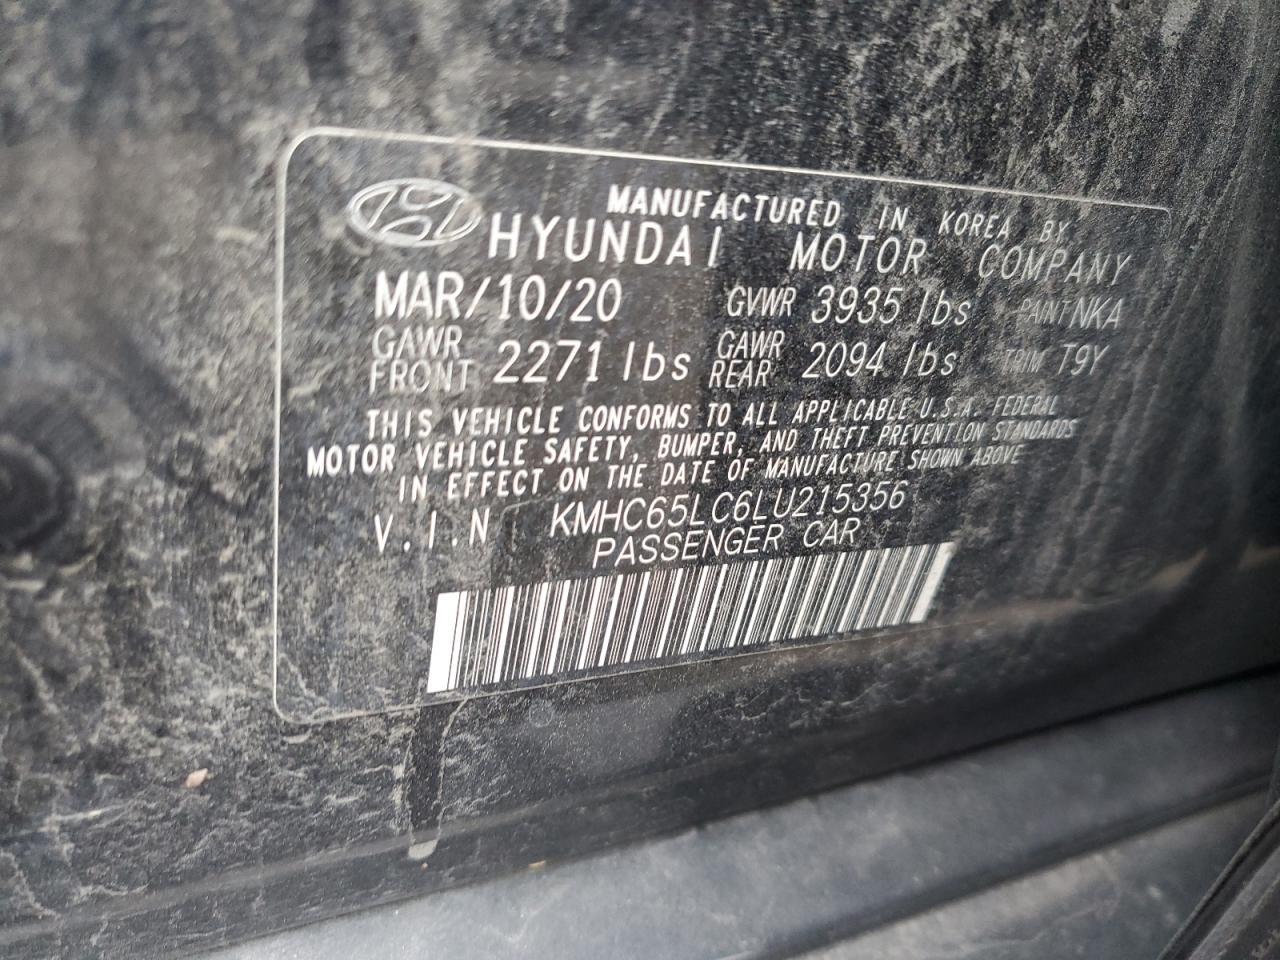 MANUFACTURED IN KOREA BY
HYUNDAI MOTOR COMPANY
MAR/10/20 GVWR 3935 lbs PAINT NKA
GAWR FRONT 2271 lbs GAWR REAR 2094 lbs TRIM T9Y
THIS VEHICLE CONFORMS TO ALL APPLICABLE U.S.A. FEDERAL
MOTOR VEHICLE SAFETY, BUMPER, AND THEFT PREVENTION STANDARDS
IN EFFECT ON THE DATE OF MANUFACTURE SHOWN ABOVE
V.I.N KMHC65LC6LU215356
PASSENGER CAR